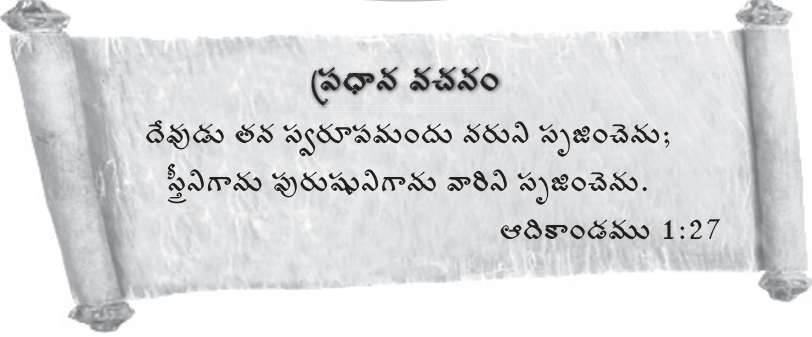 ప్రధాన వచనం
దేవుడు తన స్వరూపమందు నరుని సృజించెను;
స్త్రీనిగాను పురుషునిగాను వారిని సృజించెను.
ఆదికాండము 1:27